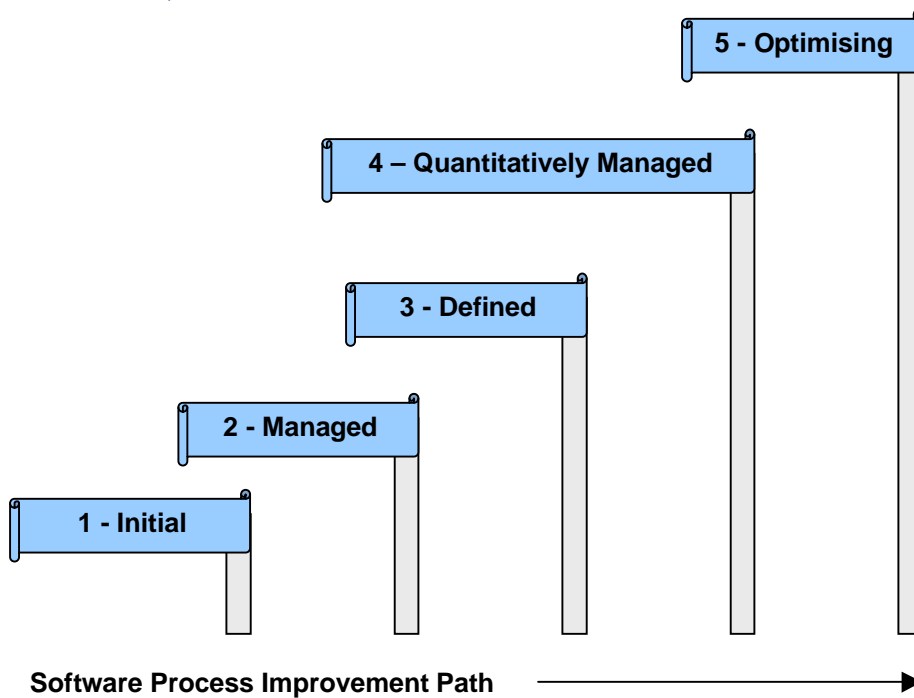 5 - Optimising
4 – Quantitatively Managed
3 - Defined
2 - Managed
1 - Initial
Software Process Improvement Path